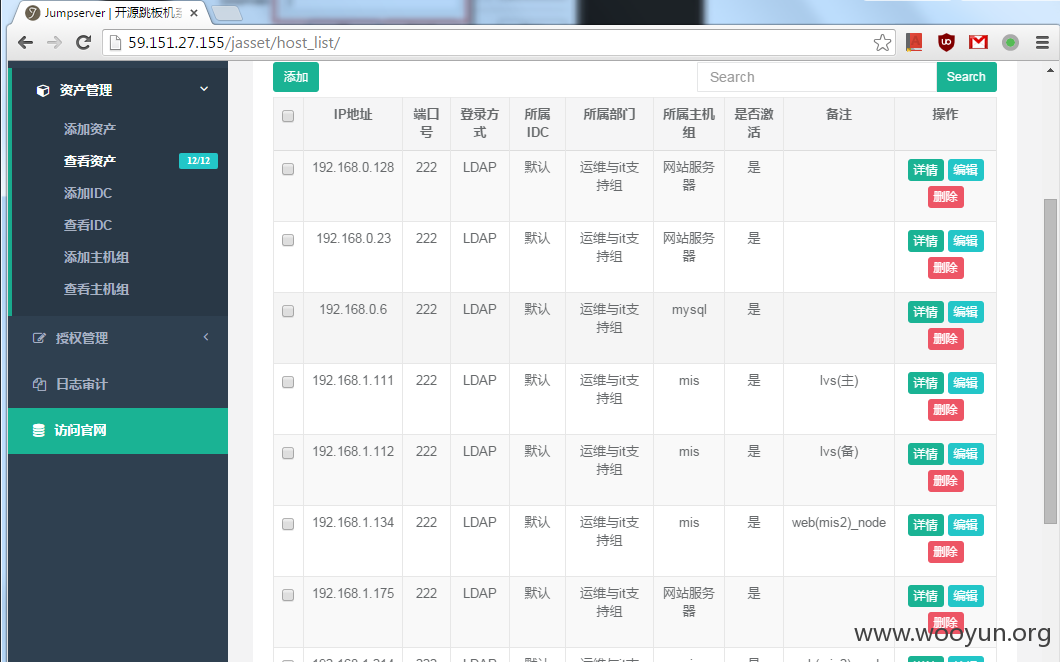 Jumpserver | 开源跳板机系
59.151.27.155/jasset/host_list/
资产管理
添加资产
查看资产 12/12
添加IDC
查看IDC
添加主机组
查看主机组
授权管理
日志审计
访问官网
添加
Search Search
IP地址 端口号 登录方式 所属IDC 所属部门 所属主机组 是否激活 备注 操作
192.168.0.128 222 LDAP 默认 运维与it支持组 网站服务器 是 详情 编辑
删除
192.168.0.23 222 LDAP 默认 运维与it支持组 网站服务器 是 详情 编辑
删除
192.168.0.6 222 LDAP 默认 运维与it支持组 mysql 是 详情 编辑
删除
192.168.1.111 222 LDAP 默认 运维与it支持组 mis 是 lvs(主) 详情 编辑
删除
192.168.1.112 222 LDAP 默认 运维与it支持组 mis 是 lvs(备) 详情 编辑
删除
192.168.1.134 222 LDAP 默认 运维与it支持组 mis 是 web(mis2)_node 详情 编辑
删除
192.168.1.175 222 LDAP 默认 运维与it支持组 网站服务器 是 详情 编辑
删除
www.wooyun.org